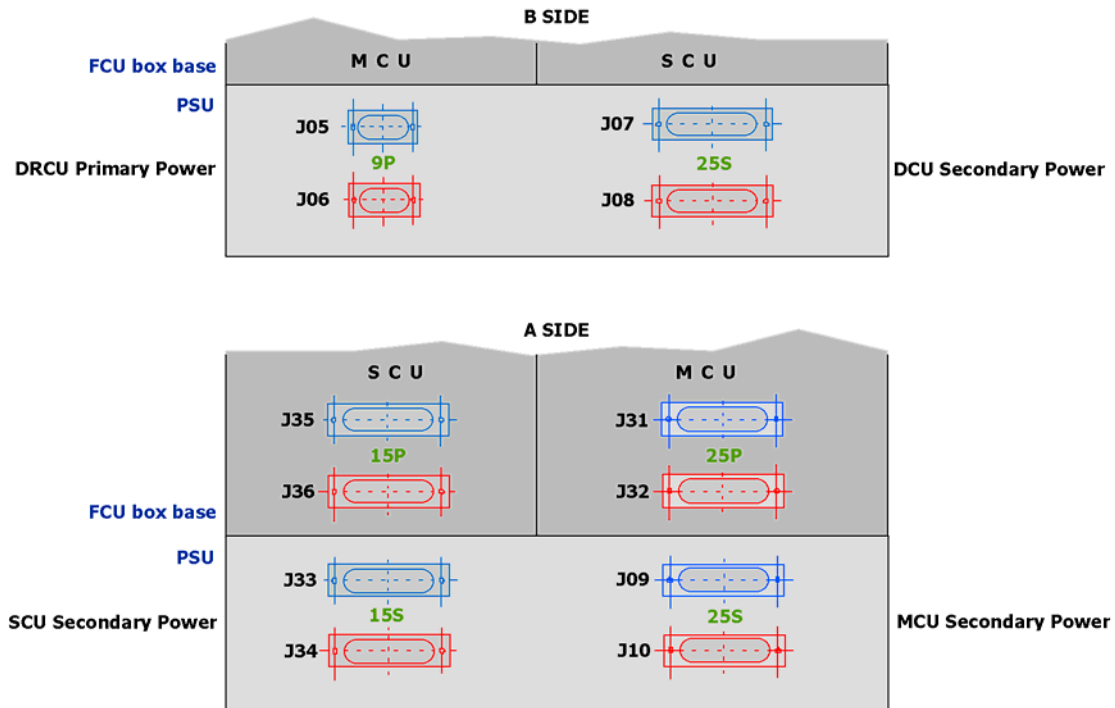 B SIDE
FCU box base
M C U
S C U
PSU
J05
J07
DRCU Primary Power
9P
25S
DCU Secondary Power
J06
J08
A SIDE
S C U
M C U
J35
J31
15P
25P
J36
J32
FCU box base
PSU
J33
J09
SCU Secondary Power
15S
25S
MCU Secondary Power
J34
J10